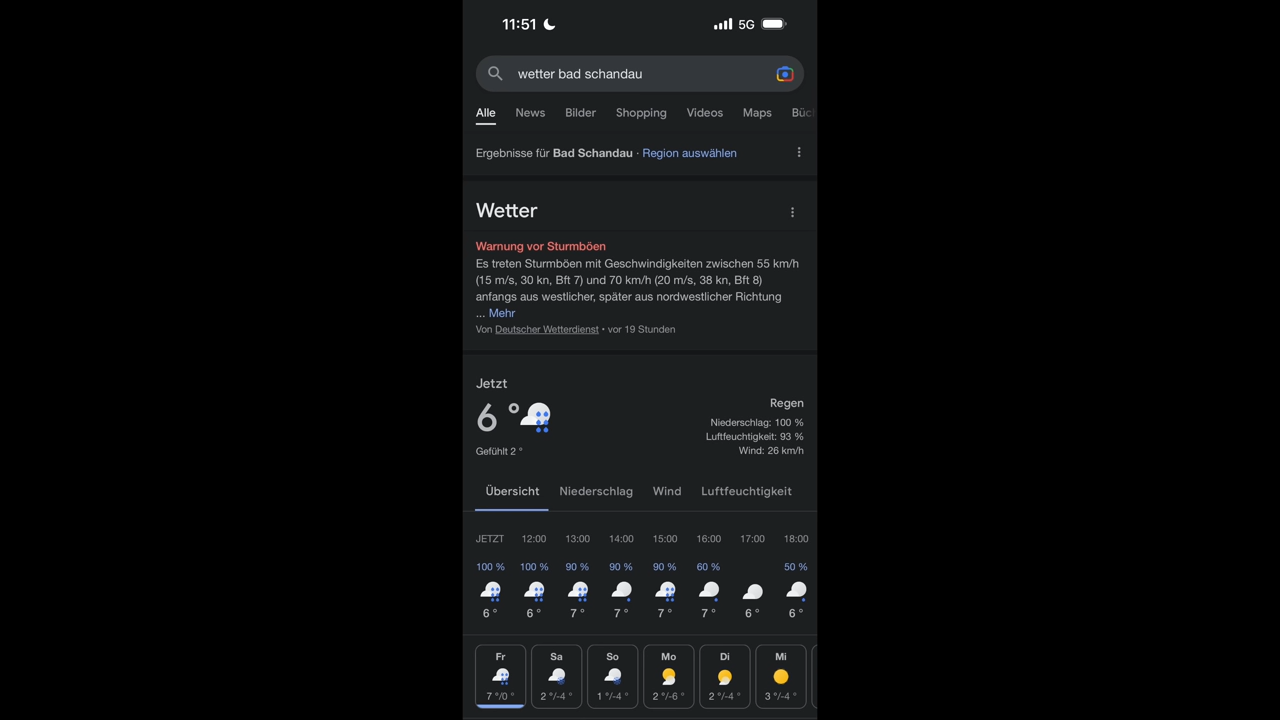 11:51
5G
wetter bad schandau
Alle News Bilder Shopping Videos Maps Büc
Ergebnisse für Bad Schandau · Region auswählen
Wetter
Warnung vor Sturmböen
Es treten Sturmböen mit Geschwindigkeiten zwischen 55 km/h
(15 m/s, 30 kn, Bft 7) und 70 km/h (20 m/s, 38 kn, Bft 8)
anfangs aus westlicher, später aus nordwestlicher Richtung
... Mehr
Von Deutscher Wetterdienst • vor 19 Stunden
Jetzt
6 °
Gefühlt 2 °
Regen
Niederschlag: 100 %
Luftfeuchtigkeit: 93 %
Wind: 26 km/h
Übersicht Niederschlag Wind Luftfeuchtigkeit
JETZT 12:00 13:00 14:00 15:00 16:00 17:00 18:00
100 % 100 % 90 % 90 % 90 % 60 % 50 %
6 ° 6 ° 7 ° 7 ° 7 ° 7 ° 6 ° 6 °
Fr Sa So Mo Di Mi
7 °/0 ° 2 °/-4 ° 1 °/-4 ° 2 °/-6 ° 2 °/-4 ° 3 °/-4 °